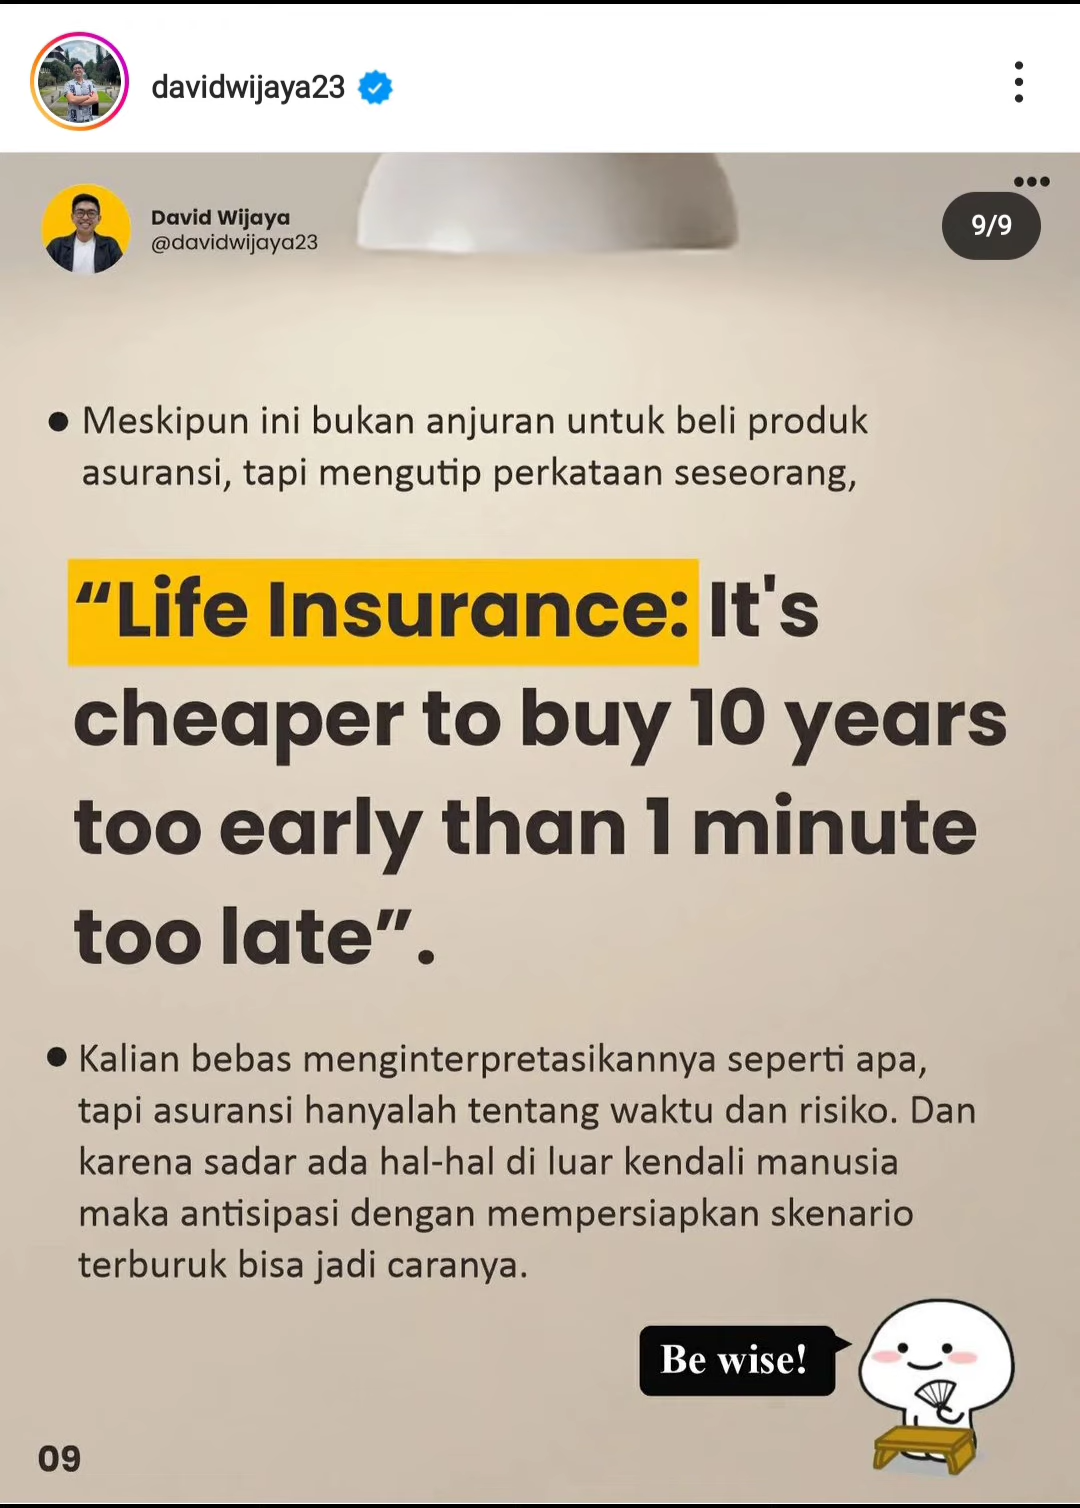 davidwijaya23
David Wijaya
@davidwijaya23
9/9
● Meskipun ini bukan anjuran untuk beli produk
asuransi, tapi mengutip perkataan seseorang,
“Life Insurance: It's
cheaper to buy 10 years
too early than 1 minute
too late”.
● Kalian bebas menginterpretasikannya seperti apa,
tapi asuransi hanyalah tentang waktu dan risiko. Dan
karena sadar ada hal-hal di luar kendali manusia
maka antisipasi dengan mempersiapkan skenario
terburuk bisa jadi caranya.
Be wise!
09